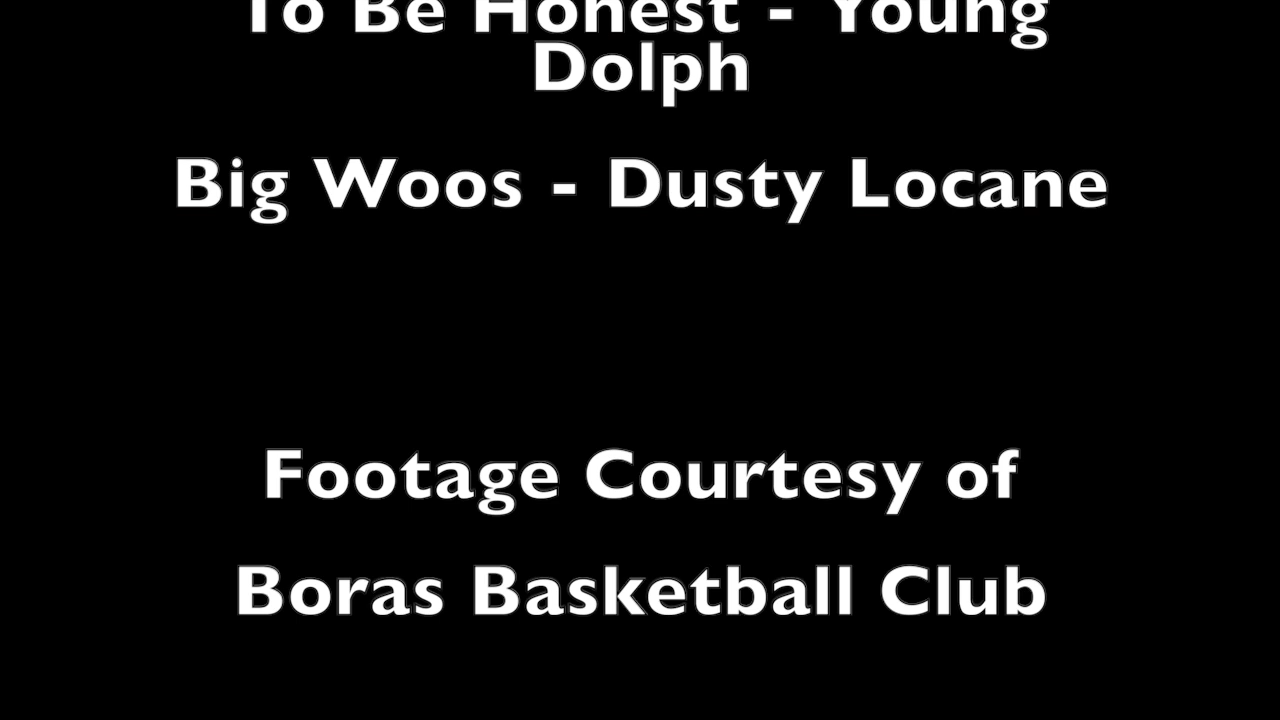 To Be Honest - Young
Dolph
Big Woos - Dusty Locane
Footage Courtesy of
Boras Basketball Club